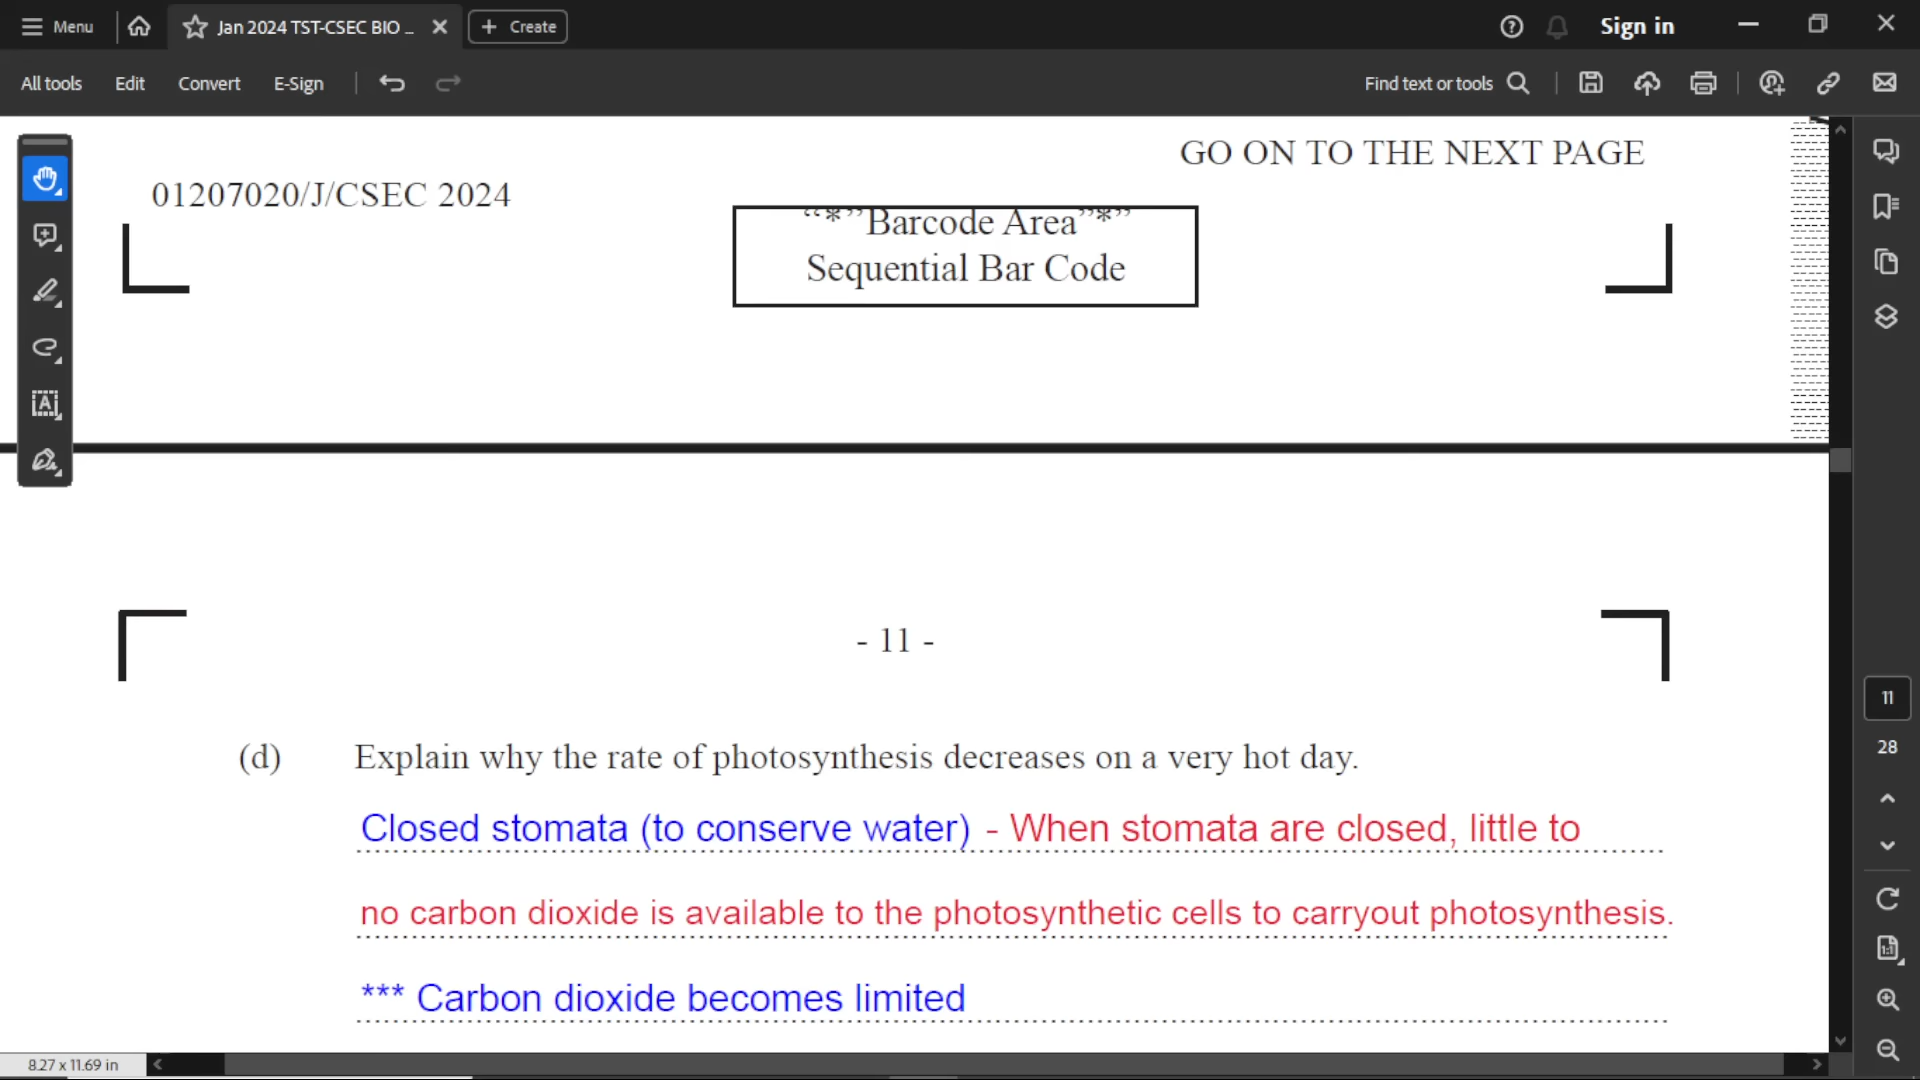 Menu
Jan 2024 TST-CSEC BIO _
Create
Sign in
All tools
Edit
Convert
E-Sign
Find text or tools
GO ON TO THE NEXT PAGE
01207020/J/CSEC 2024
“*”Barcode Area”*”
Sequential Bar Code
- 11 -
(d) Explain why the rate of photosynthesis decreases on a very hot day.
Closed stomata (to conserve water) - When stomata are closed, little to
no carbon dioxide is available to the photosynthetic cells to carryout photosynthesis.
*** Carbon dioxide becomes limited
11
28
1:1
8.27 x 11.69 in